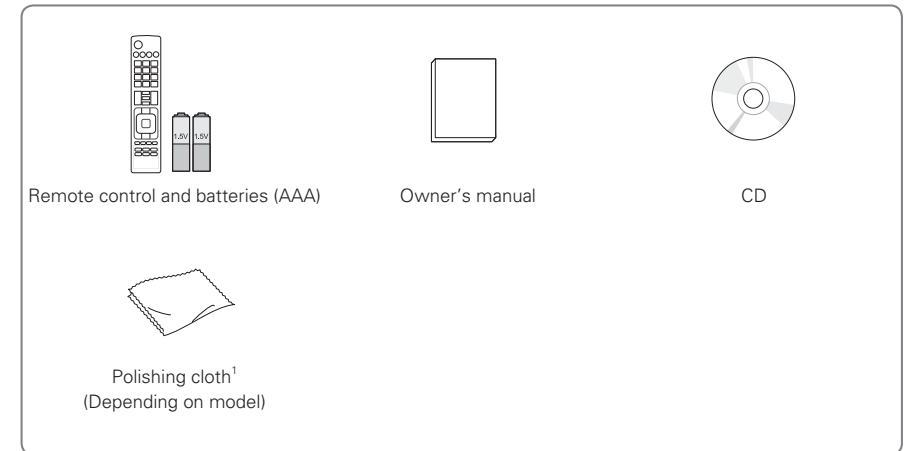 1.5V 1.5V
Remote control and batteries (AAA)
Owner's manual
CD
Polishing cloth1
(Depending on model)